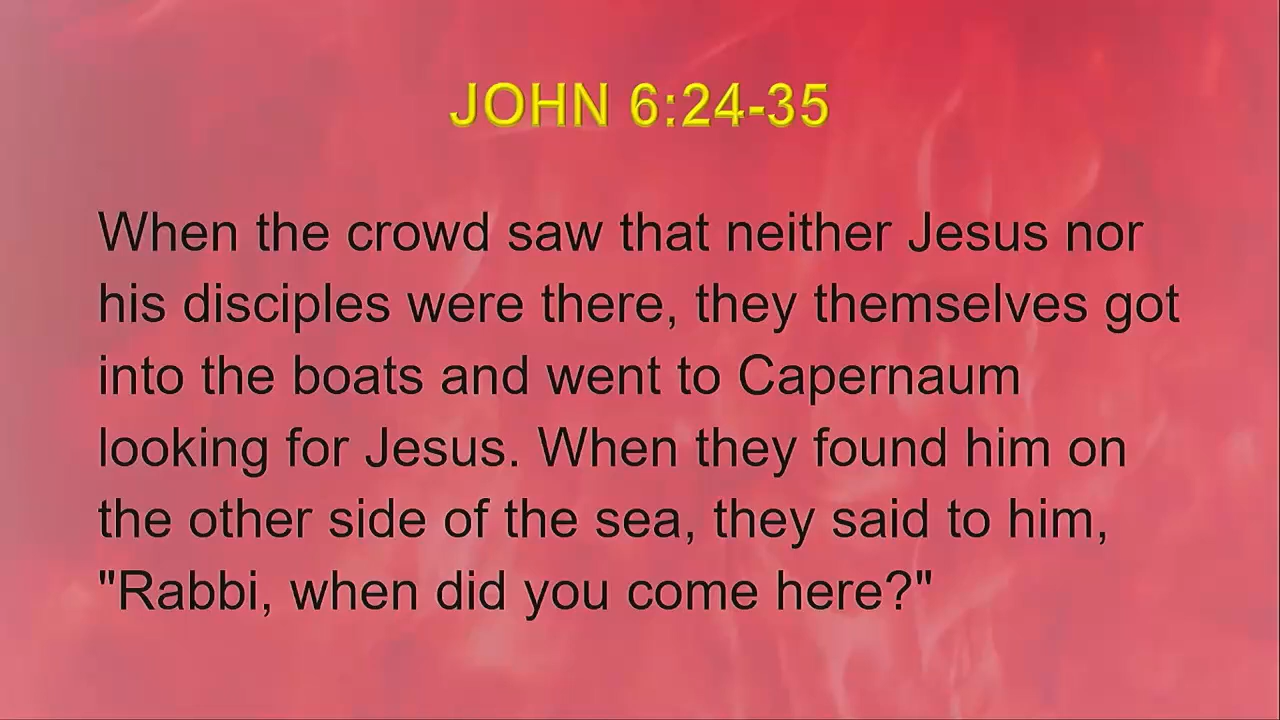 JOHN 6:24-35
When the crowd saw that neither Jesus nor
his disciples were there, they themselves got
into the boats and went to Capernaum
looking for Jesus. When they found him on
the other side of the sea, they said to him,
"Rabbi, when did you come here?"